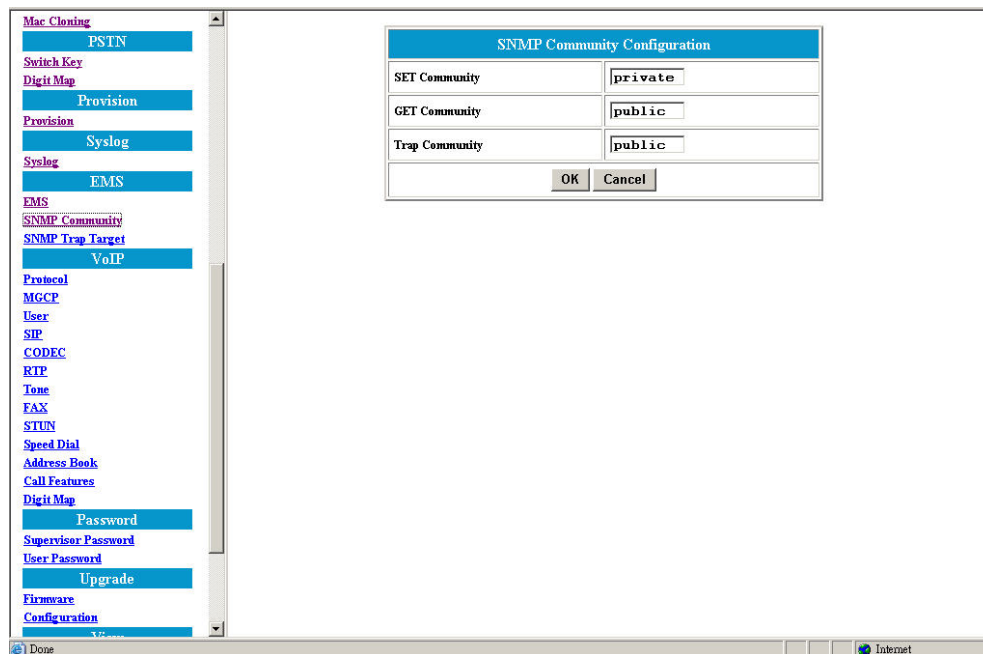 Mac Cloning
PSTN
Switch Key
Digit Map
Provision
Provision
Syslog
Syslog
EMS
EMS
SNMP Community
SNMP Trap Target
VoIP
Protocol
MGCP
User
SIP
CODEC
RTP
Tone
FAX
STUN
Speed Dial
Address Book
Call Features
Digit Map
Password
Supervisor Password
User Password
Upgrade
Firmware
Configuration
View
SNMP Community Configuration
SET Community private
GET Community public
Trap Community public
OK Cancel
Done Internet